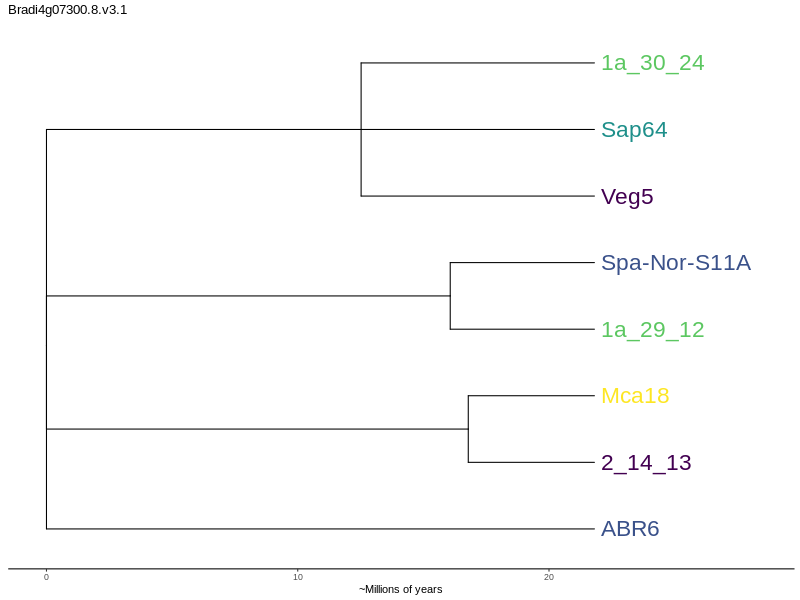 Bradi4g07300.8.v3.1
1a_30_24
Sap64
Veg5
Spa-Nor-S11A
1a_29_12
Mca18
2_14_13
ABR6
0 10 20
~Millions of years